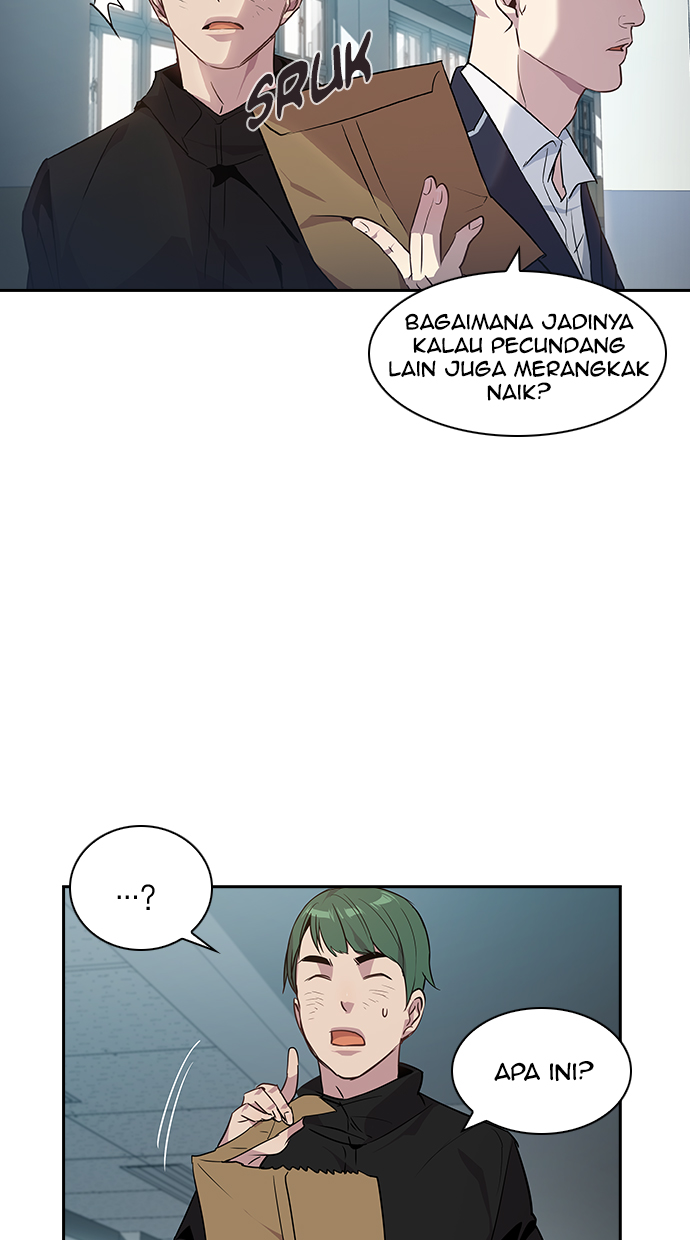 SRUK
BAGAIMANA JADINYA
KALAU PECUNDANG
LAIN JUGA MERANGKAK
NAIK?
...?
APA INI?